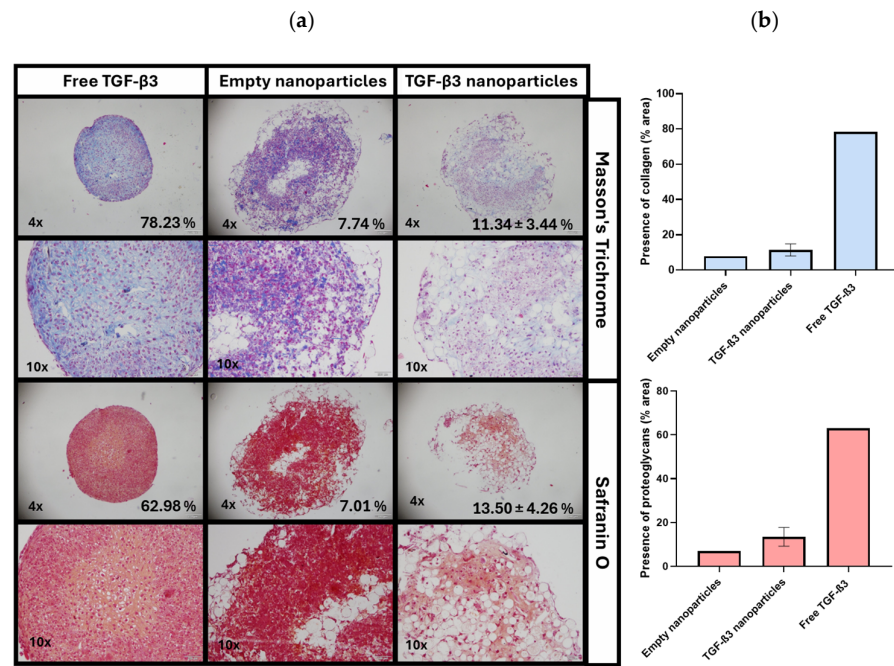 (a)
(b)
Free TGF-β3
Empty nanoparticles
TGF-β3 nanoparticles
4x
78.23 %
4x
7.74 %
4x
11.34 ± 3.44 %
10x
10x
10x
Masson's Trichrome
4x
62.98 %
4x
7.01 %
4x
13.50 ± 4.26 %
10x
10x
10x
Safranin O
Presence of collagen (% area)
100
80
60
40
20
0
Empty nanoparticles
TGF-ß3 nanoparticles
Free TGF-ß3
Presence of proteoglycans (% area)
80
60
40
20
0
Empty nanoparticles
TGF-ß3 nanoparticles
Free TGF-ß3